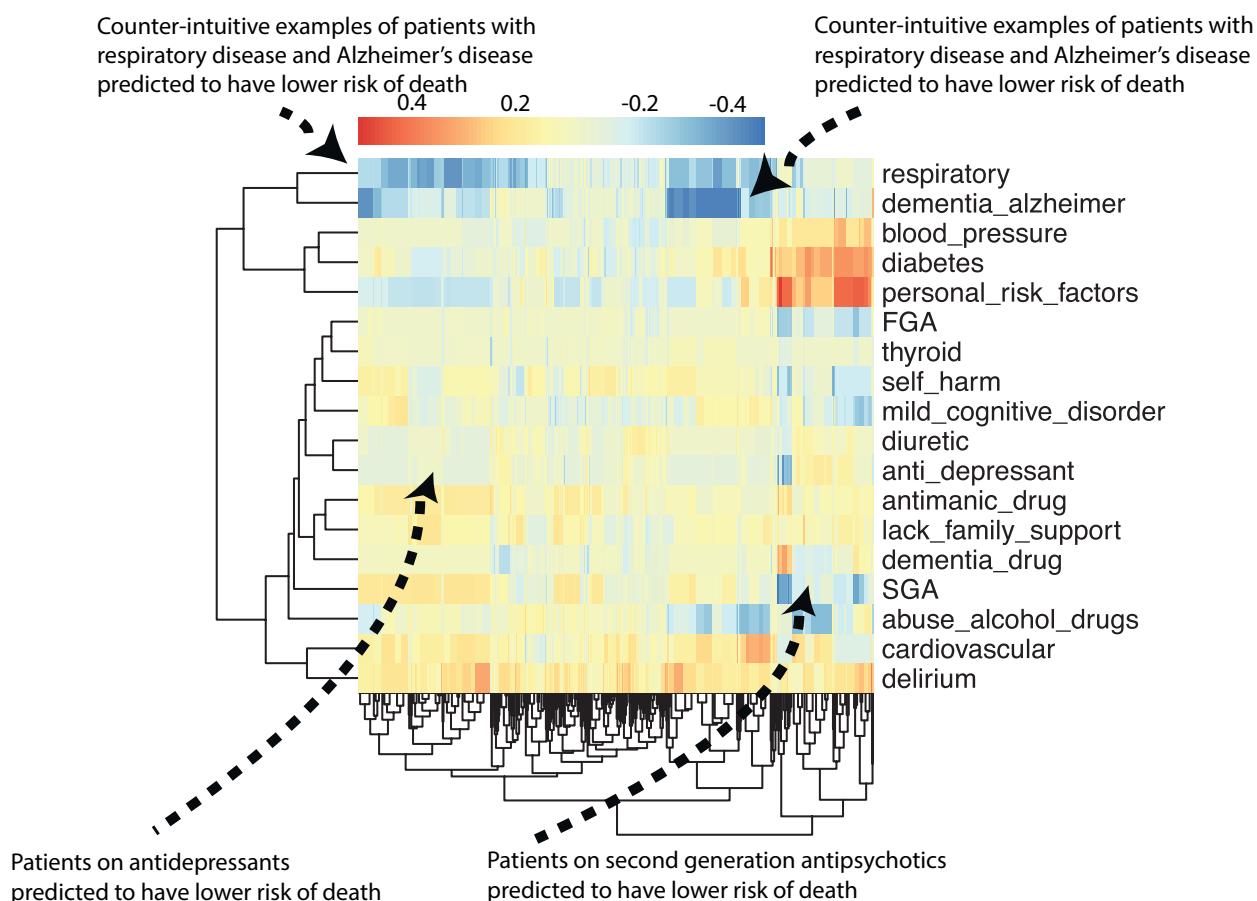 Counter-intuitive examples of patients with
respiratory disease and Alzheimer's disease
predicted to have lower risk of death
Counter-intuitive examples of patients with
respiratory disease and Alzheimer's disease
predicted to have lower risk of death
0.4 0.2 -0.2 -0.4
respiratory
dementia_alzheimer
blood_pressure
diabetes
personal_risk_factors
FGA
thyroid
self_harm
mild_cognitive_disorder
diuretic
anti_depressant
antimanic_drug
lack_family_support
dementia_drug
SGA
abuse_alcohol_drugs
cardiovascular
delirium
Patients on antidepressants
predicted to have lower risk of death
Patients on second generation antipsychotics
predicted to have lower risk of death